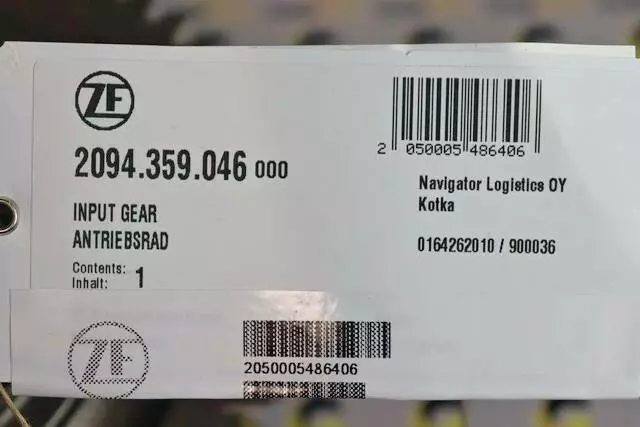 ZF
2094.359.046 000
INPUT GEAR
ANTRIEBSRAD
Contents: 1
Inhalt:
2 050005 486406
Navigator Logistics OY
Kotka
0164262010 / 900036
ZF
2050005486406